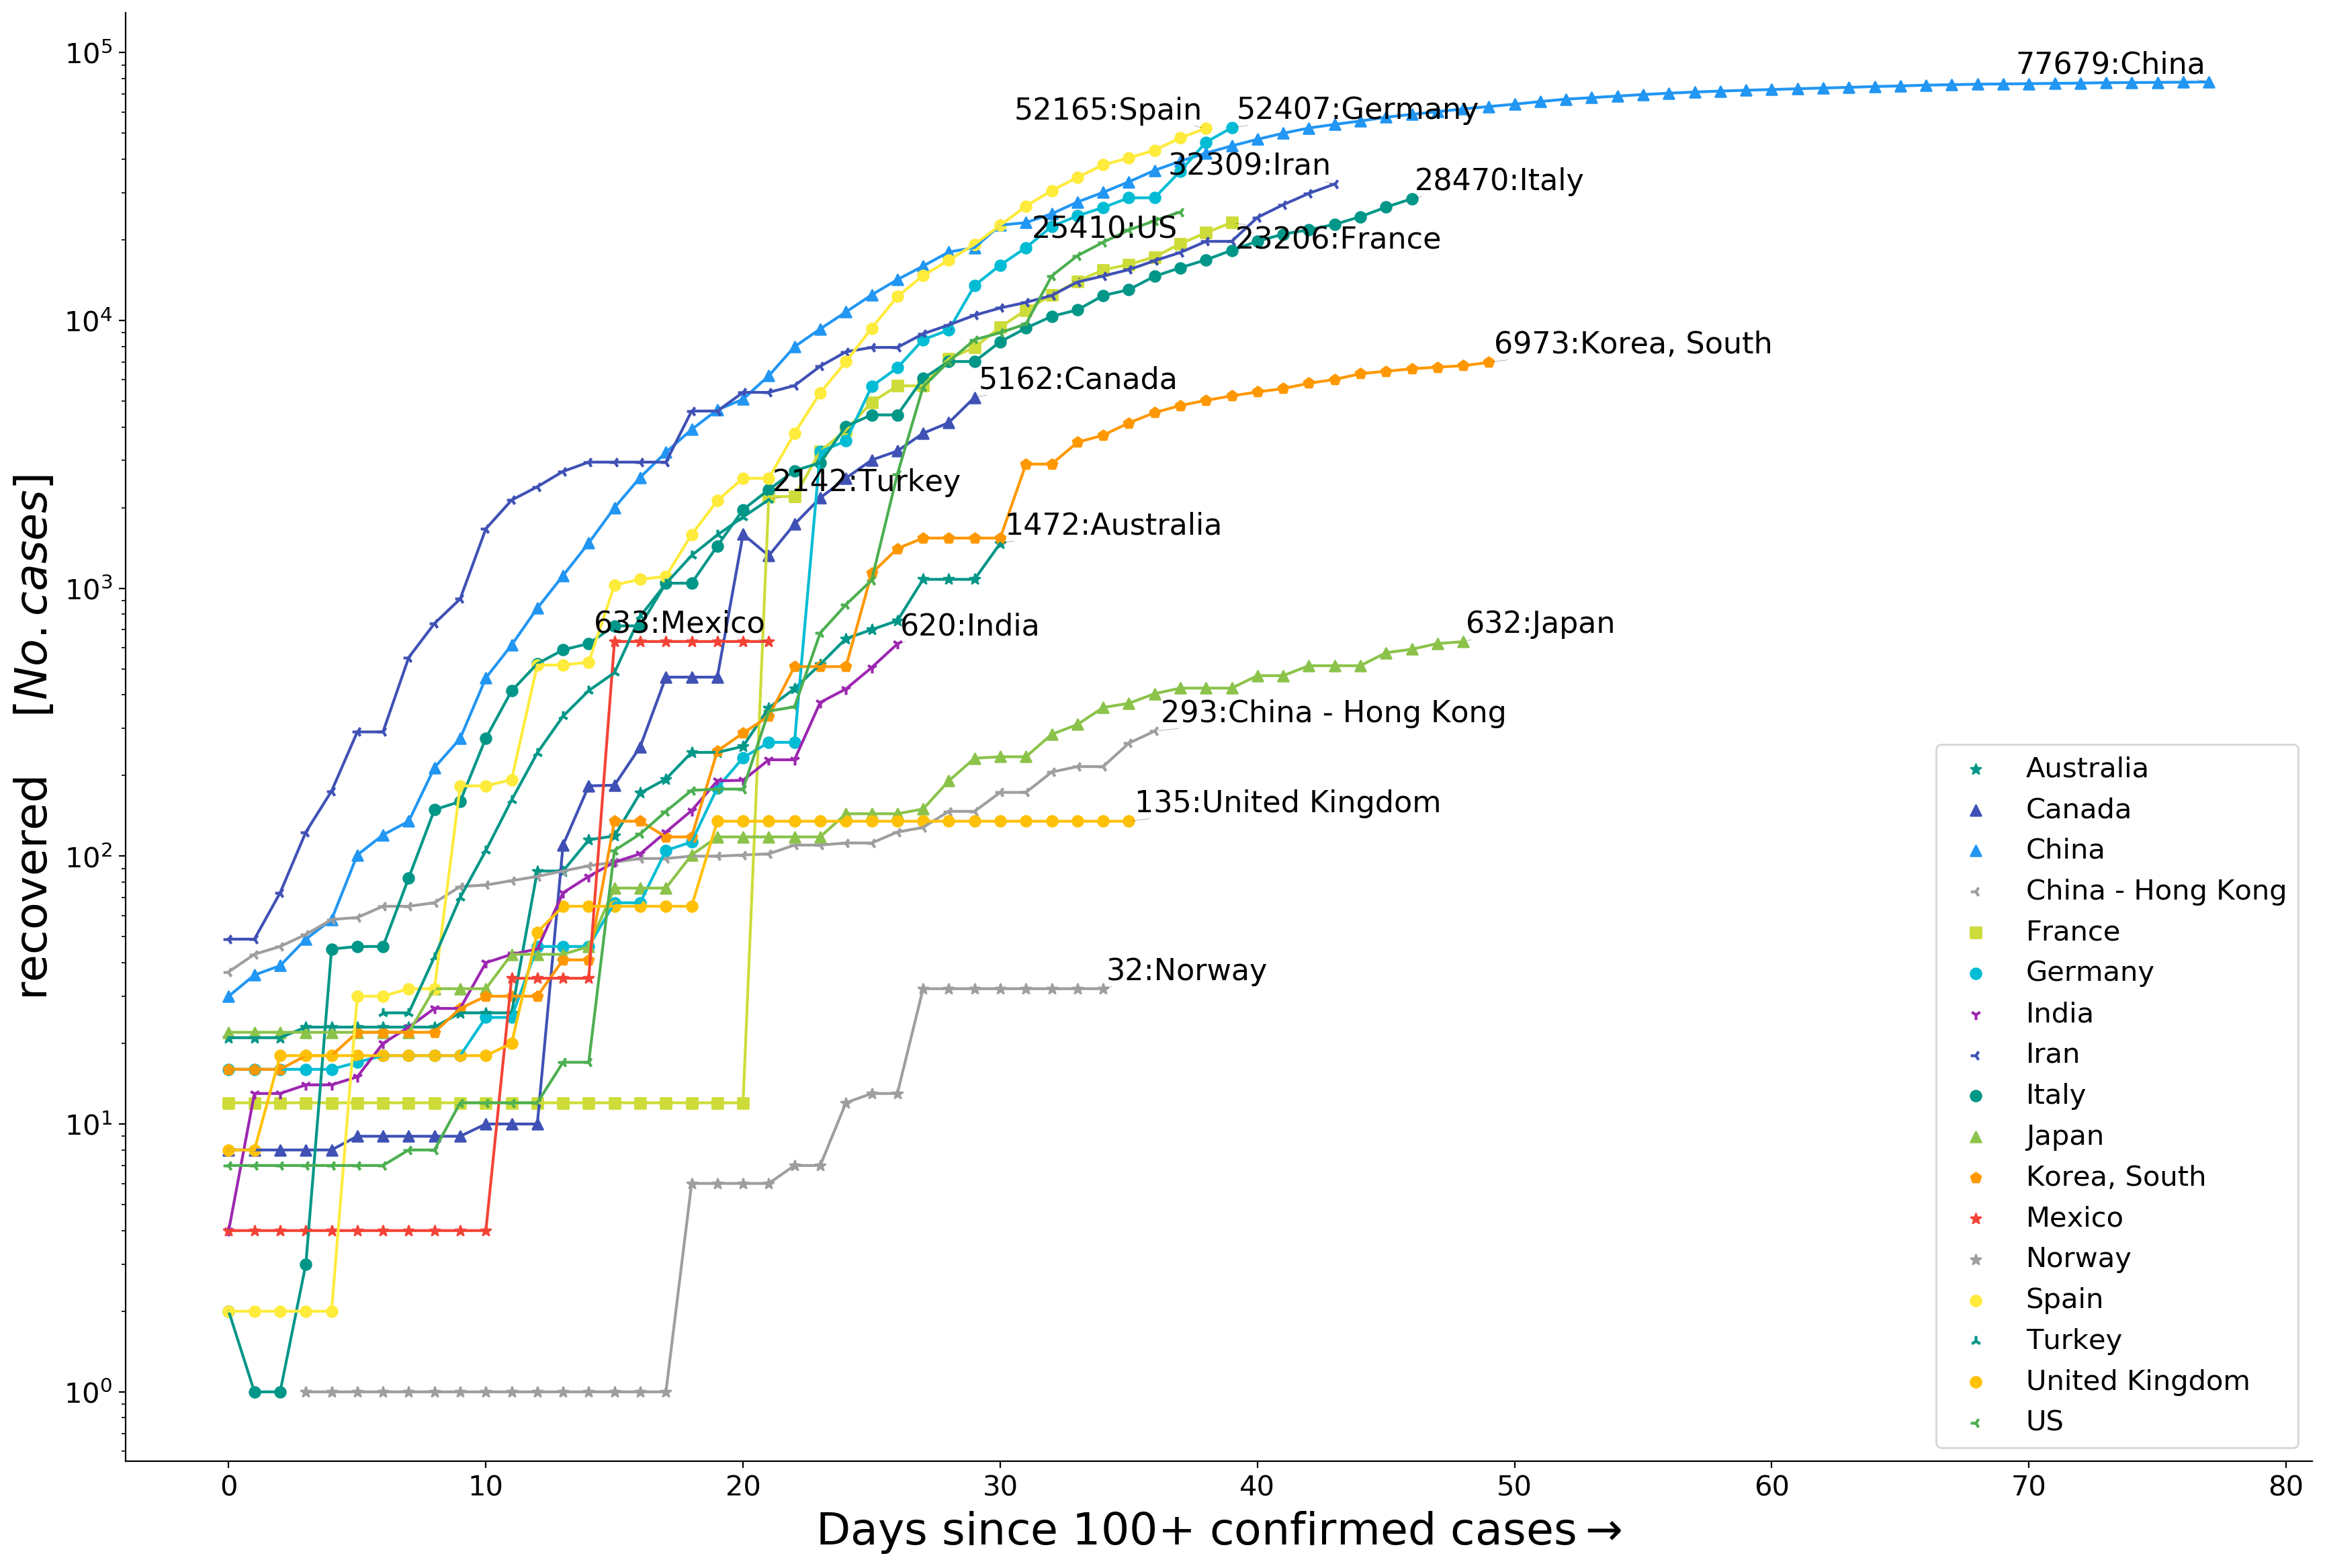 10^5
10^4
10^3
10^2
10^1
10^0
recovered [No. cases]
77679:China
52165:Spain
52407:Germany
32309:Iran
28470:Italy
25410:US
23206:France
6973:Korea, South
5162:Canada
2142:Turkey
1472:Australia
633:Mexico
620:India
632:Japan
293:China - Hong Kong
135:United Kingdom
32:Norway
Australia
Canada
China
China - Hong Kong
France
Germany
India
Iran
Italy
Japan
Korea, South
Mexico
Norway
Spain
Turkey
United Kingdom
US
0 10 20 30 40 50 60 70 80
Days since 100+ confirmed cases→